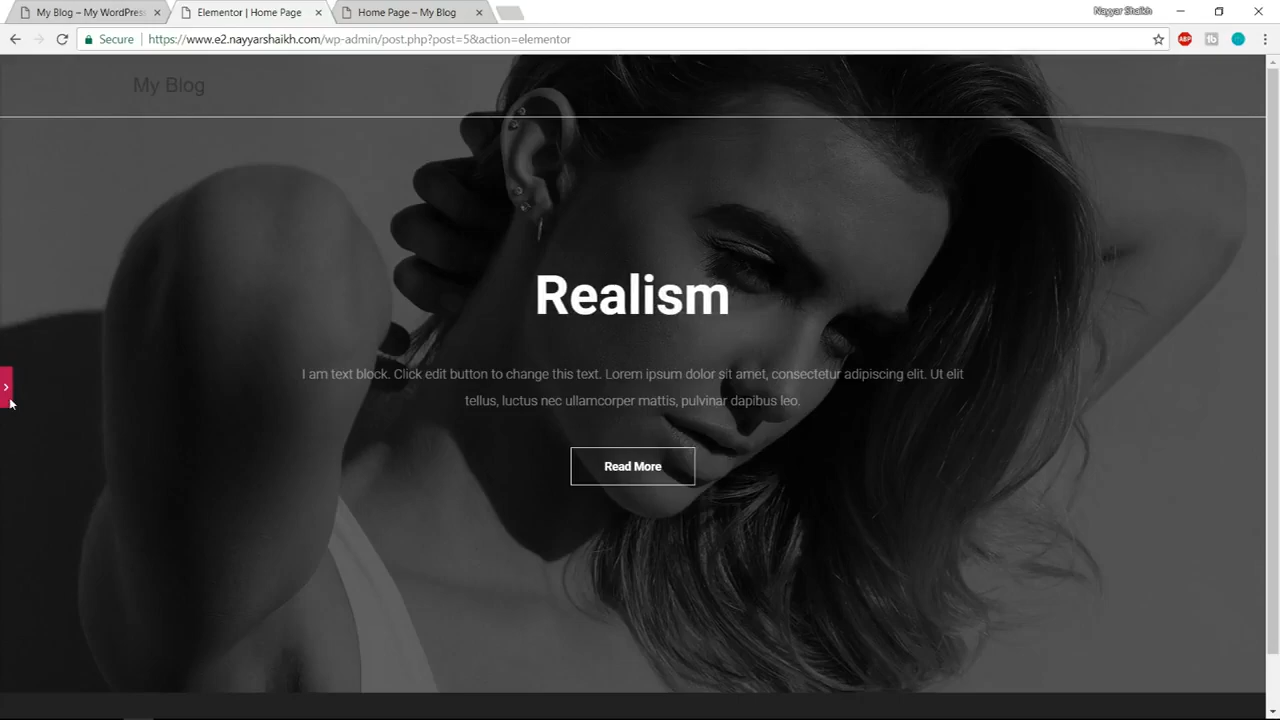 My Blog – My WordPress
Elementor | Home Page
Home Page – My Blog
Nayyar Shaikh
Secure
https://www.e2.nayyarshaikh.com/wp-admin/post.php?post=5&action=elementor
ABP
My Blog
Realism
I am text block. Click edit button to change this text. Lorem ipsum dolor sit amet, consectetur adipiscing elit. Ut elit
tellus, luctus nec ullamcorper mattis, pulvinar dapibus leo.
Read More